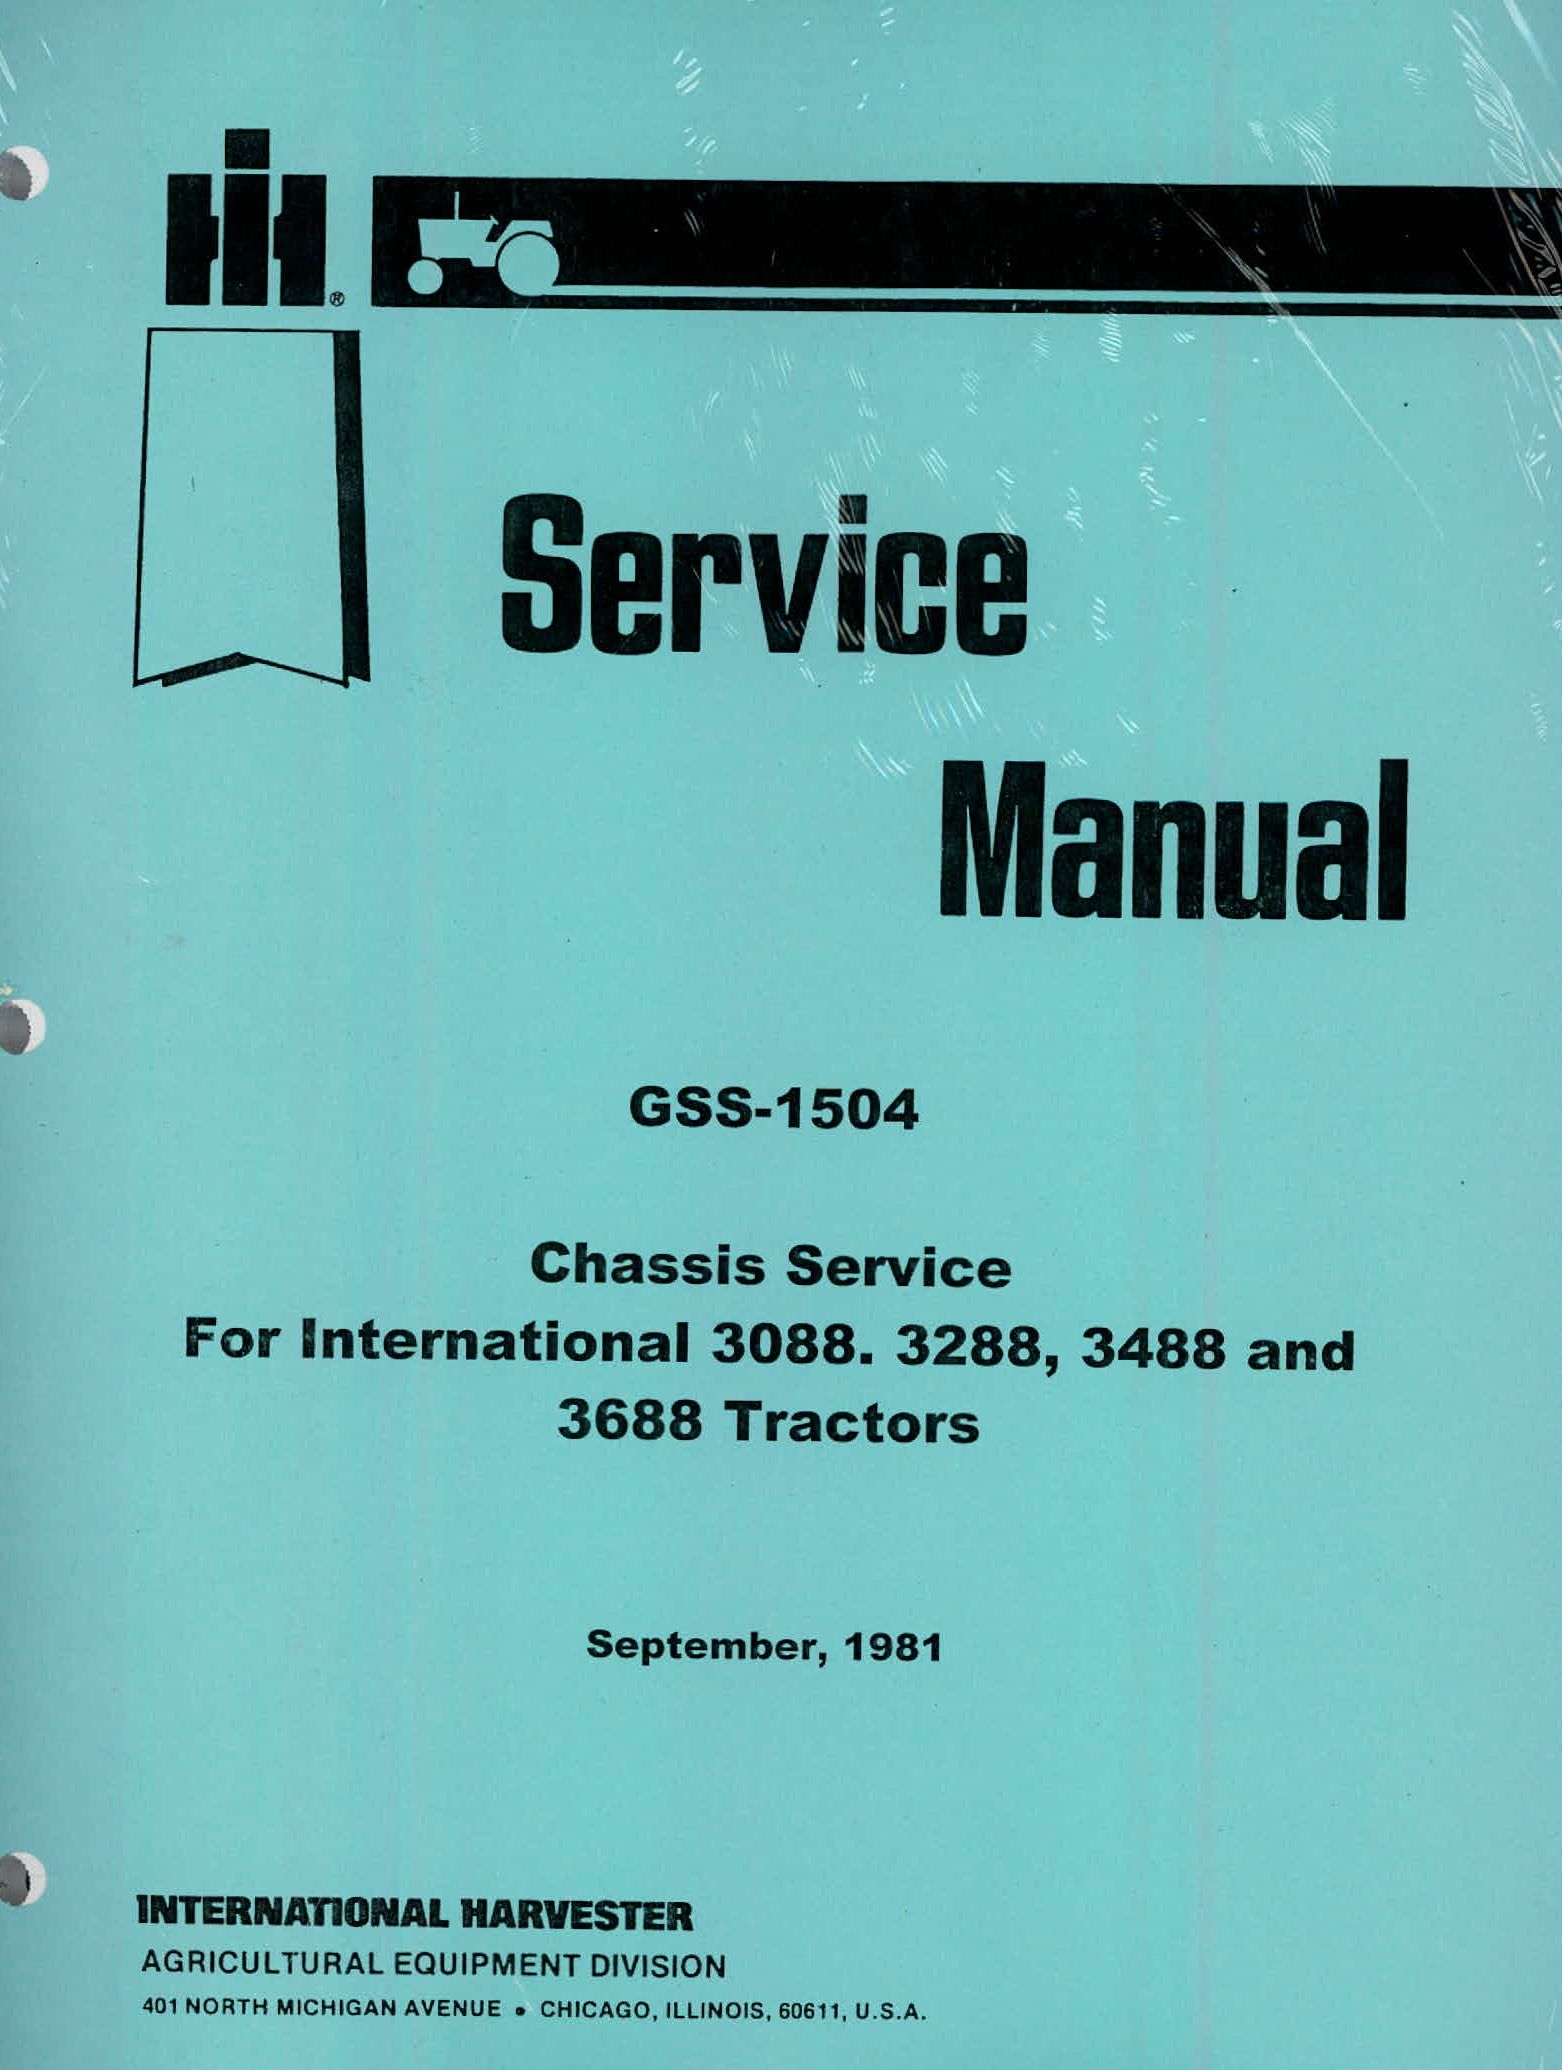 ®
Service
Manual
GSS-1504
Chassis Service
For International 3088. 3288, 3488 and
3688 Tractors
September, 1981
INTERNATIONAL HARVESTER
AGRICULTURAL EQUIPMENT DIVISION
401 NORTH MICHIGAN AVENUE • CHICAGO, ILLINOIS, 60611, U.S.A.